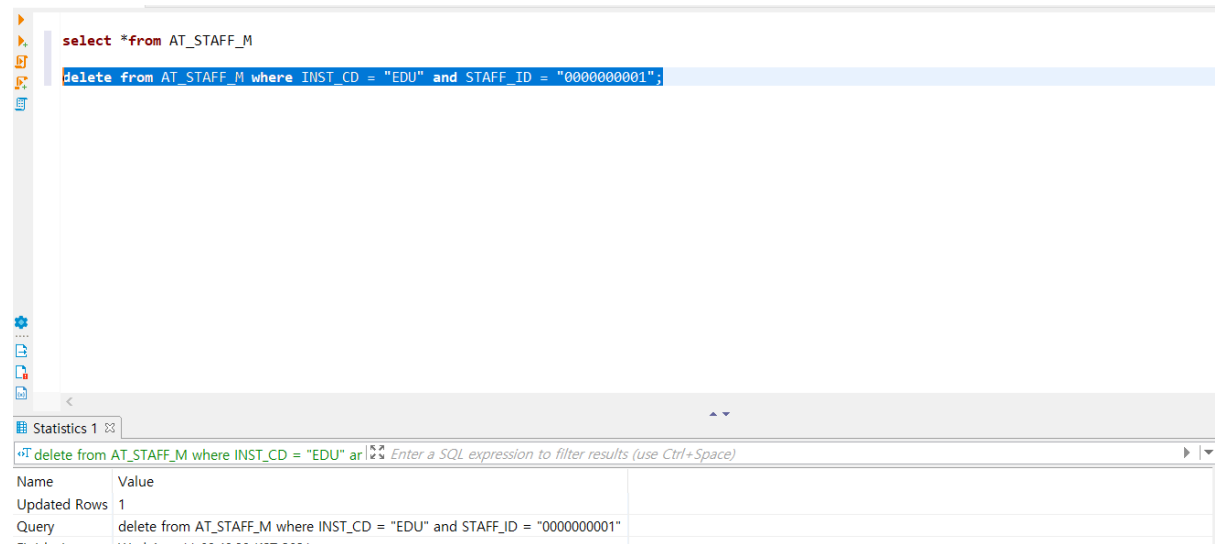 select *from AT_STAFF_M
delete from AT_STAFF_M where INST_CD = "EDU" and STAFF_ID = "0000000001";
Statistics 1
delete from AT_STAFF_M where INST_CD = "EDU" ar Enter a SQL expression to filter results (use Ctrl+Space)
Name Value
Updated Rows 1
Query delete from AT_STAFF_M where INST_CD = "EDU" and STAFF_ID = "0000000001"